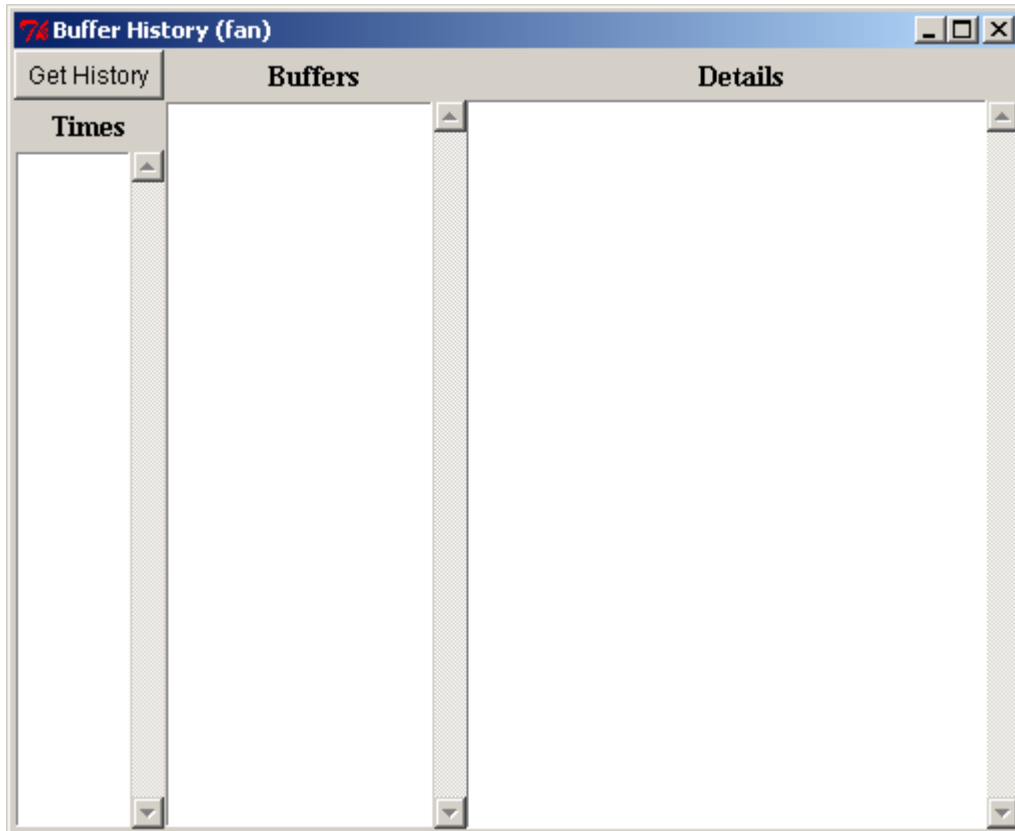 Buffer History (fan)
Get History
Buffers
Details
Times